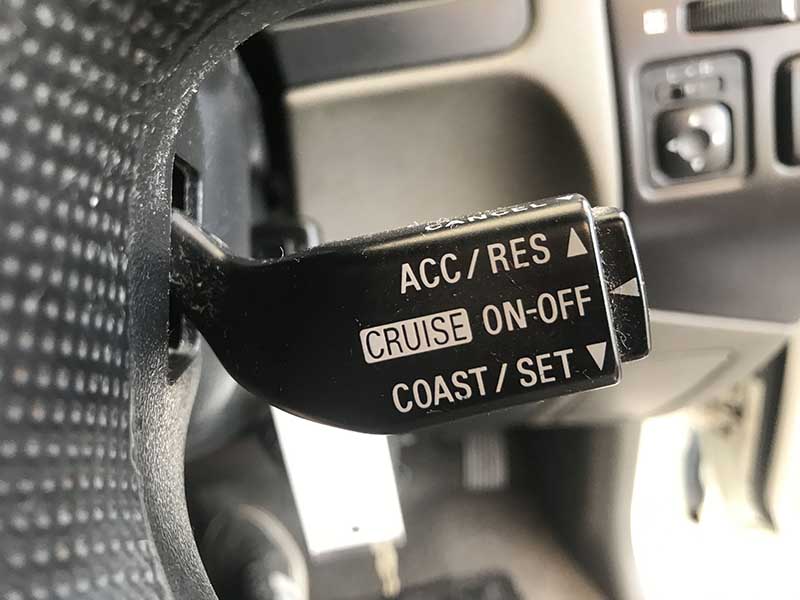 CANCEL
ACC/RES ▲
CRUISE ON-OFF ◀
COAST/SET ▼